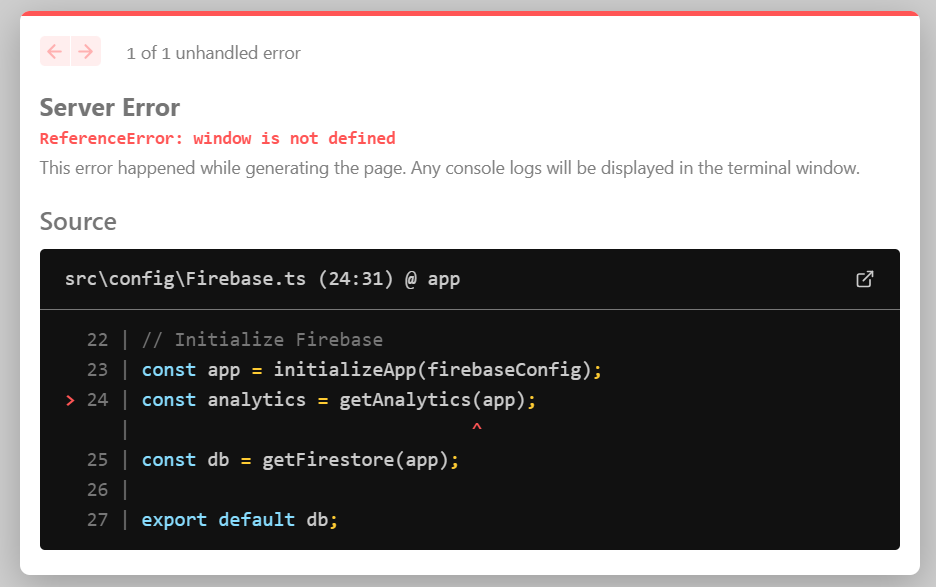 1 of 1 unhandled error
Server Error
ReferenceError: window is not defined
This error happened while generating the page. Any console logs will be displayed in the terminal window.
Source
src\config\Firebase.ts (24:31) @ app
22 | // Initialize Firebase
23 | const app = initializeApp(firebaseConfig);
> 24 | const analytics = getAnalytics(app);
| ^
25 | const db = getFirestore(app);
26 |
27 | export default db;